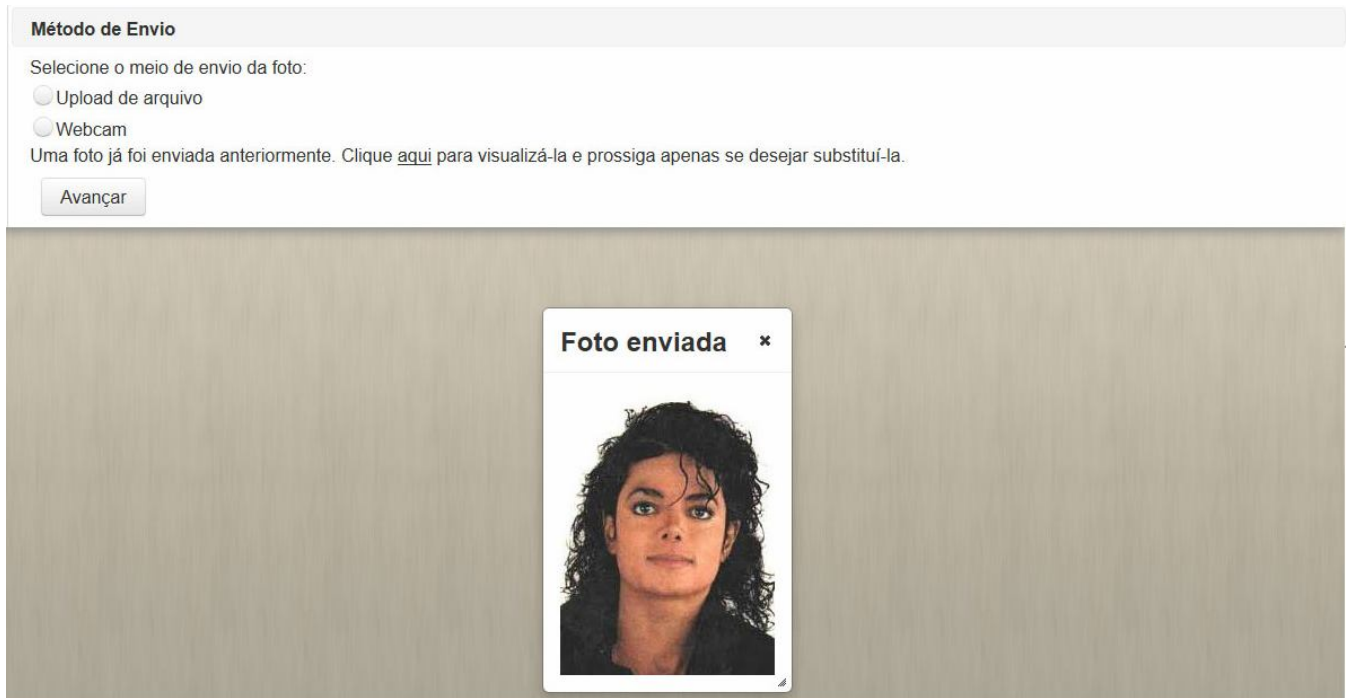 Método de Envio
Selecione o meio de envio da foto:
Upload de arquivo
Webcam
Uma foto já foi enviada anteriormente. Clique aqui para visualizá-la e prossiga apenas se desejar substituí-la.
Avançar
Foto enviada